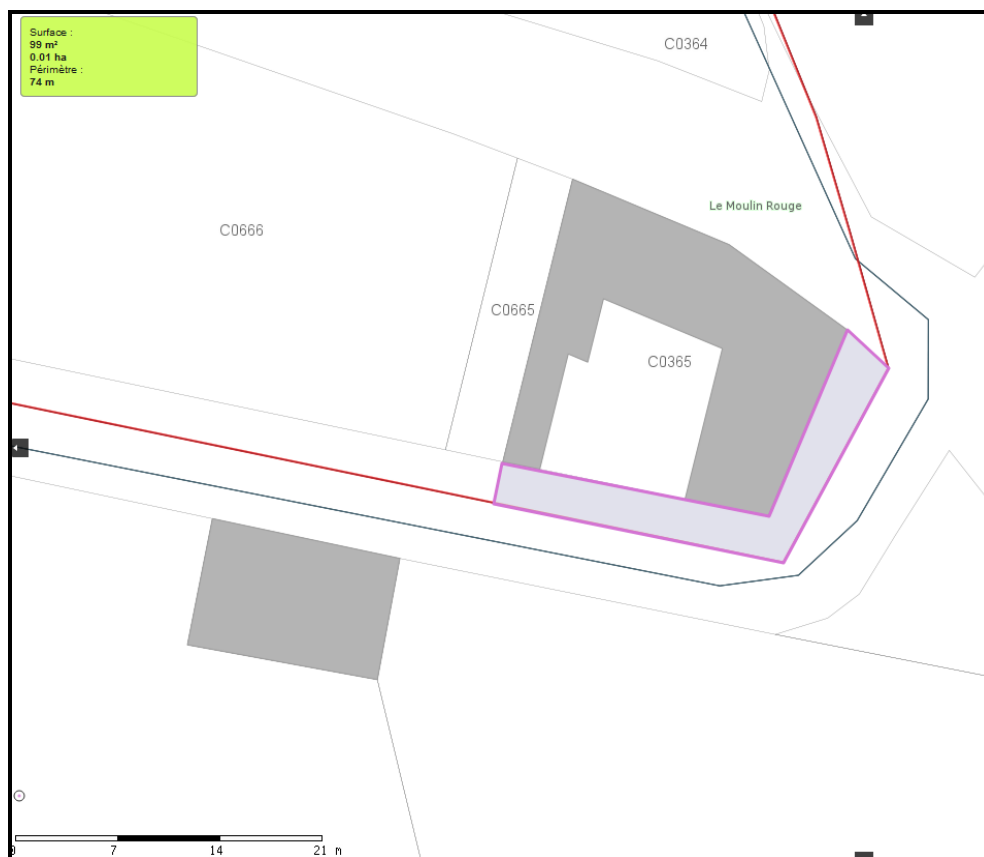 Surface :
99 m²
0.01 ha
Périmètre :
74 m
C0364
Le Moulin Rouge
C0666
C0665
C0365
0 7 14 21 m